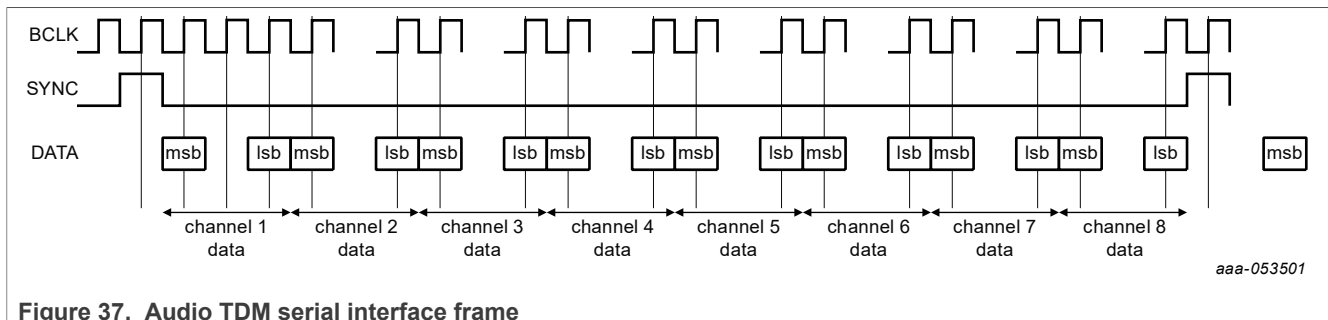 BCLK
SYNC
DATA
msb lsb msb lsb msb lsb msb lsb msb lsb msb lsb msb lsb msb lsb msb
channel 1 data
channel 2 data
channel 3 data
channel 4 data
channel 5 data
channel 6 data
channel 7 data
channel 8 data
aaa-053501
Figure 37. Audio TDM serial interface frame